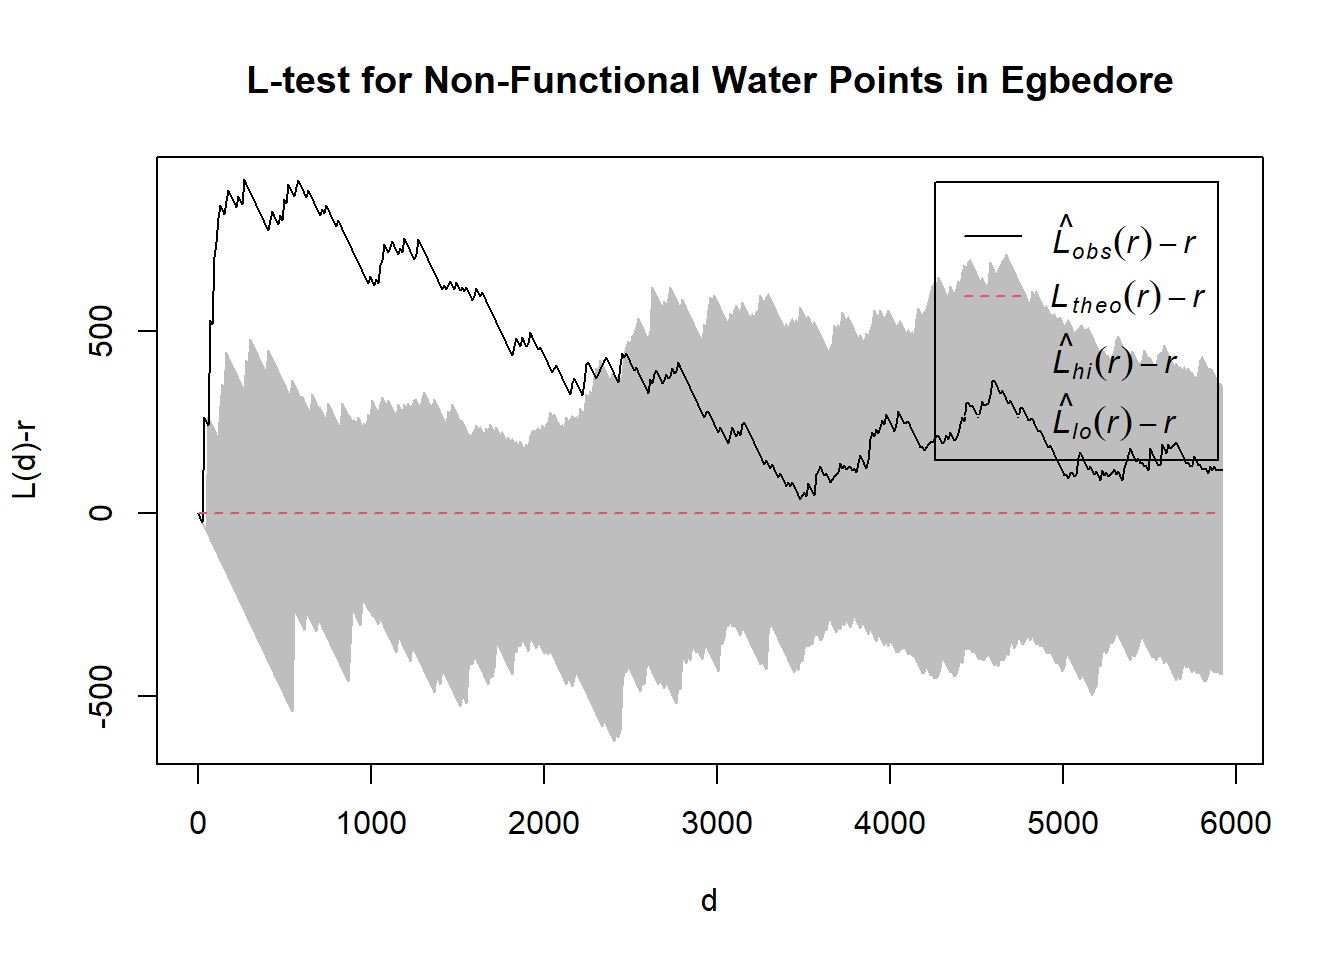 L-test for Non-Functional Water Points in Egbedore
L̂obs(r) – r
Ltheo(r) – r
L̂hi(r) – r
L̂lo(r) – r
L(d)-r
500
0
-500
0 1000 2000 3000 4000 5000 6000
d